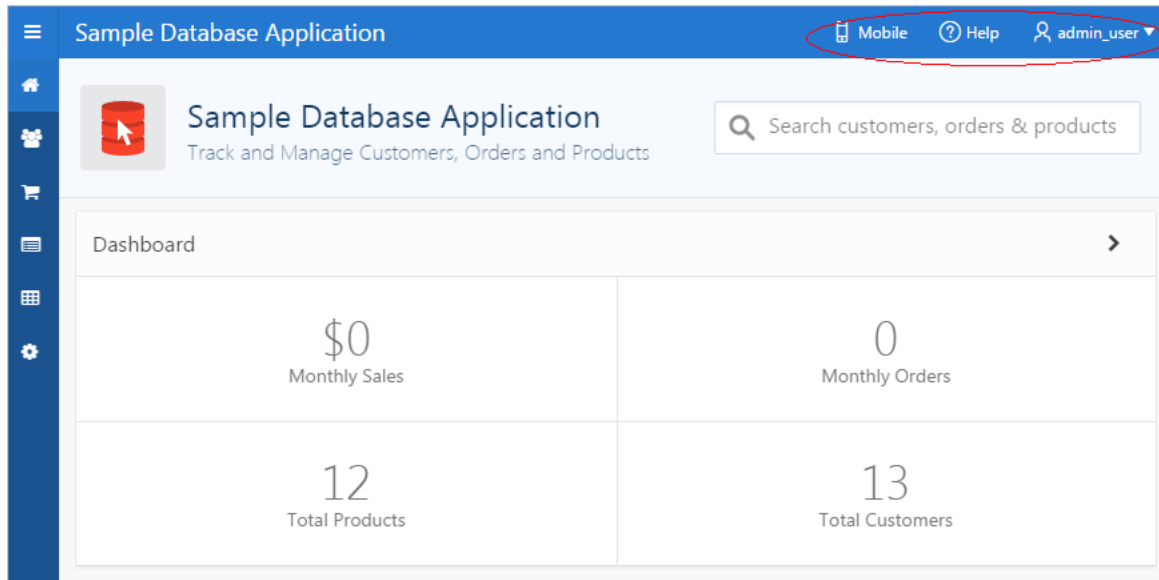 Sample Database Application
Mobile
Help
admin_user
Sample Database Application
Track and Manage Customers, Orders and Products
Search customers, orders & products
Dashboard
$0
Monthly Sales
0
Monthly Orders
12
Total Products
13
Total Customers